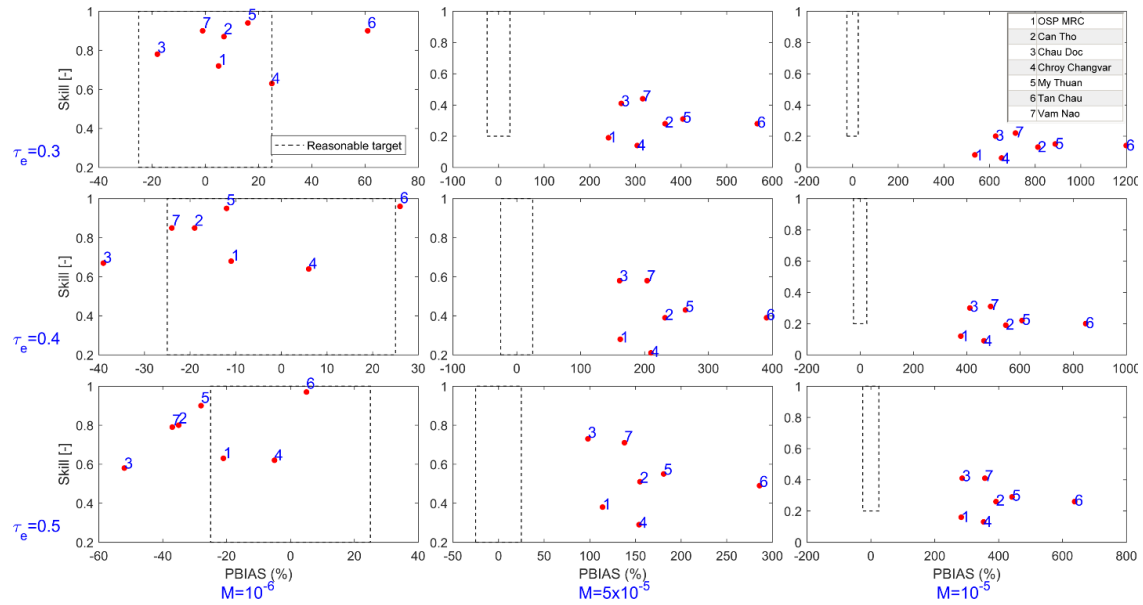 1
0.8
0.6
0.4
0.2
Skill [-]
τe=0.3
7 2 5 6
3
1
4
Reasonable target
-40 -20 0 20 40 60 80
1
0.8
0.6
0.4
0.2
0
3 7
2 5 6
1
4
-100 0 100 200 300 400 500 600
1
0.8
0.6
0.4
0.2
0
1 OSP MRC
2 Can Tho
3 Chau Doc
4 Chroy Changvar
5 My Thuan
6 Tan Chau
7 Vam Nao
3 7
1 4 2 5 6
-200 0 200 400 600 800 1000 1200
1
0.8
0.6
0.4
0.2
Skill [-]
τe=0.4
7 2 5 6
3
1 4
-40 -30 -20 -10 0 10 20 30
1
0.8
0.6
0.4
0.2
3 7
2 5 6
1
4
-100 0 100 200 300 400
1
0.8
0.6
0.4
0.2
0
3 7
1 4 2 5 6
-200 0 200 400 600 800 1000
1
0.8
0.6
0.4
0.2
Skill [-]
τe=0.5
5 6
7 2
3
1 4
-60 -40 -20 0 20 40
PBIAS (%)
M=10-6
1
0.8
0.6
0.4
0.2
0
3 7
2 5 6
1
4
-50 0 50 100 150 200 250 300
PBIAS (%)
M=5x10-5
1
0.8
0.6
0.4
0.2
0
3 7
2 5 6
1 4
-200 0 200 400 600 800
PBIAS (%)
M=10-5